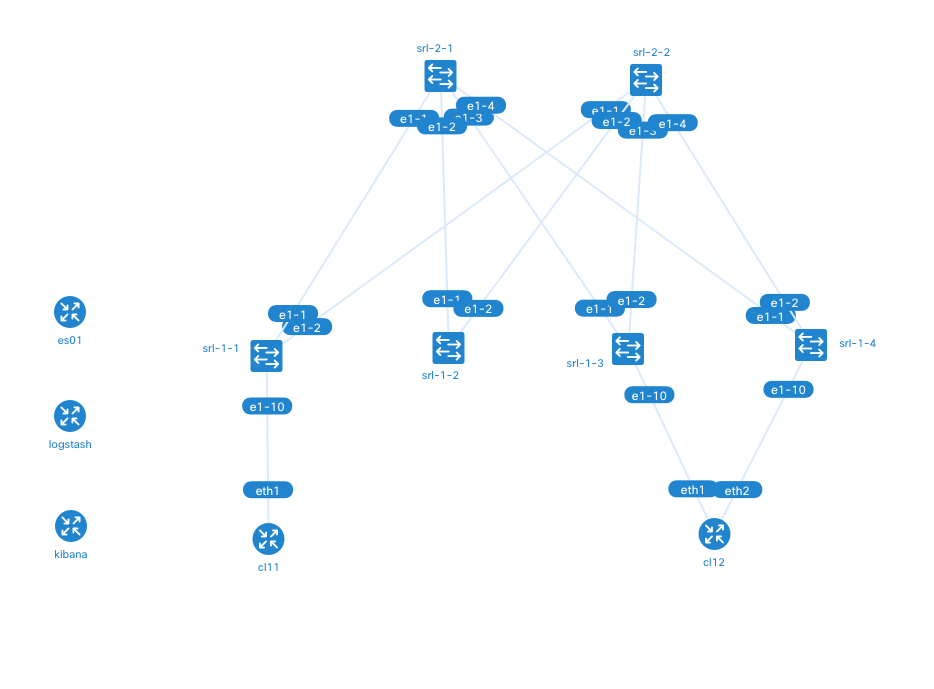 srl-2-1
srl-2-2
e1-1
e1-2
e1-3
e1-4
e1-1
e1-2
e1-3
e1-4
e1-1
e1-2
e1-1
e1-2
e1-1
e1-2
e1-1
e1-2
es01
srl-1-1
srl-1-2
srl-1-3
srl-1-4
e1-10
e1-10
e1-10
logstash
eth1
eth1
eth2
kibana
cl11
cl12